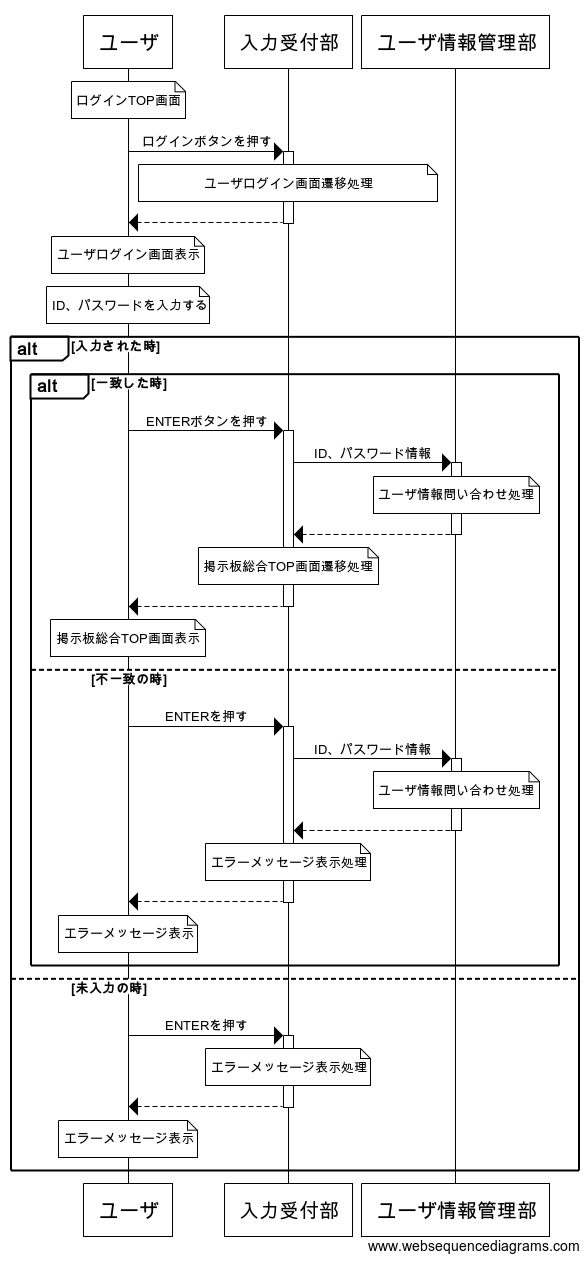 ユーザ
入力受付部
ユーザ情報管理部
ログインTOP画面
ログインボタンを押す
ユーザログイン画面遷移処理
ユーザログイン画面表示
ID、パスワードを入力する
alt
[入力された時]
alt
[一致した時]
ENTERボタンを押す
ID、パスワード情報
ユーザ情報問い合わせ処理
掲示板総合TOP画面遷移処理
掲示板総合TOP画面表示
[不一致の時]
ENTERを押す
ID、パスワード情報
ユーザ情報問い合わせ処理
エラーメッセージ表示処理
エラーメッセージ表示
[未入力の時]
ENTERを押す
エラーメッセージ表示処理
エラーメッセージ表示
ユーザ
入力受付部
ユーザ情報管理部
www.websequencediagrams.com